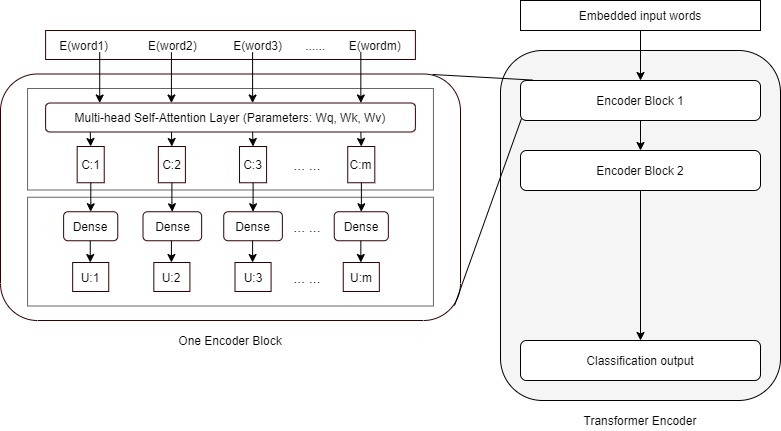 Embedded input words
E(word1) E(word2) E(word3) ...... E(wordm)
Encoder Block 1
Multi-head Self-Attention Layer (Parameters: Wq, Wk, Wv)
C:1 C:2 C:3 ... ... C:m
Encoder Block 2
Dense Dense Dense ... ... Dense
U:1 U:2 U:3 ... ... U:m
One Encoder Block
Classification output
Transformer Encoder